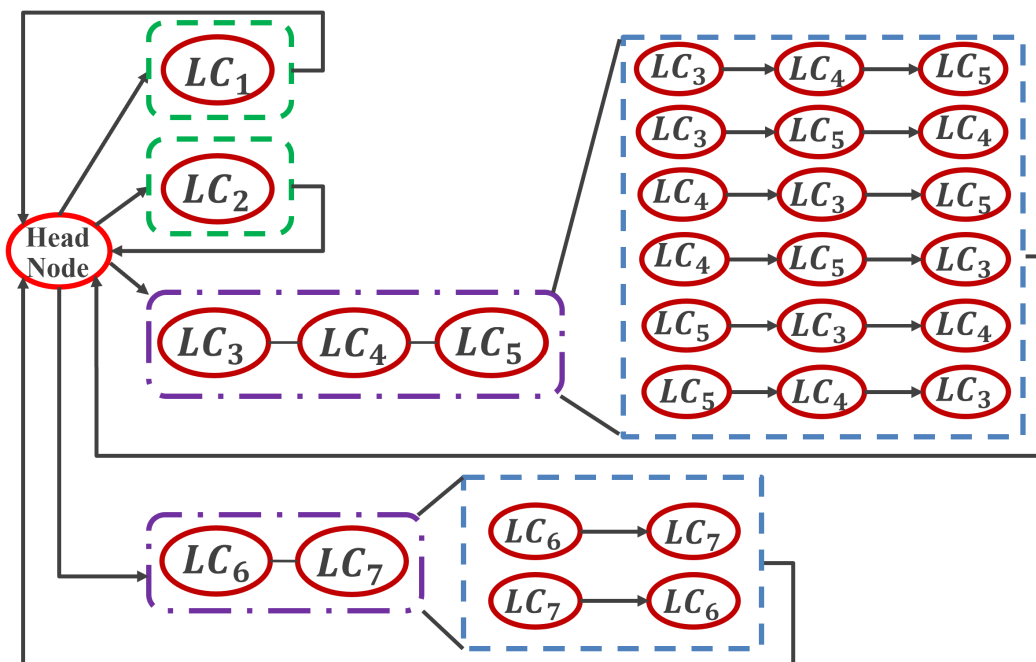 LC₁
LC₂
Head
Node
LC₃ LC₄ LC₅
LC₃ LC₄ LC₅
LC₃ LC₅ LC₄
LC₄ LC₃ LC₅
LC₄ LC₅ LC₃
LC₅ LC₃ LC₄
LC₅ LC₄ LC₃
LC₆ LC₇
LC₆ LC₇
LC₇ LC₆